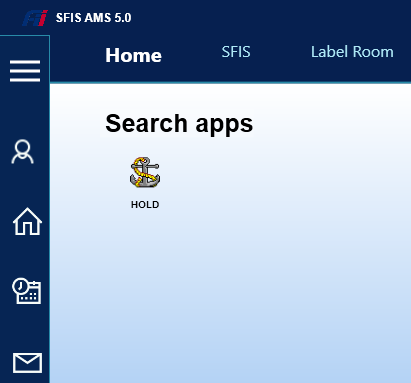 SFIS AMS 5.0
Home SFIS Label Room
Search apps
HOLD